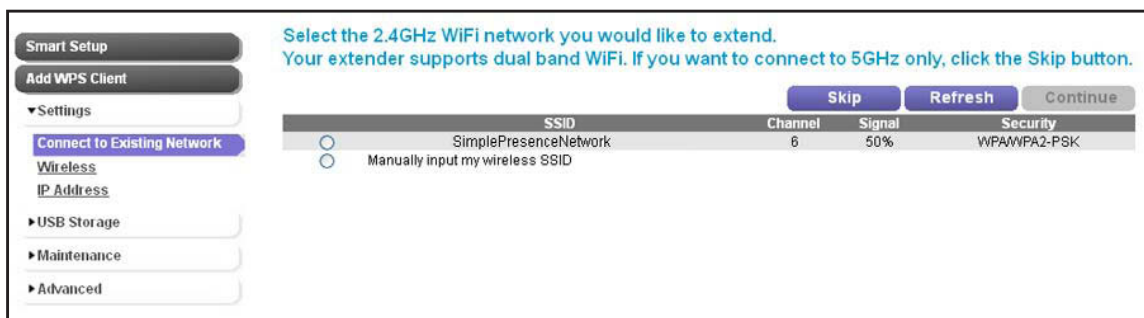 Smart Setup
Add WPS Client
▼Settings
Connect to Existing Network
Wireless
IP Address
▶USB Storage
▶Maintenance
▶Advanced
Select the 2.4GHz WiFi network you would like to extend.
Your extender supports dual band WiFi. If you want to connect to 5GHz only, click the Skip button.
Skip Refresh Continue
SSID Channel Signal Security
SimplePresenceNetwork 6 50% WPA/WPA2-PSK
Manually input my wireless SSID